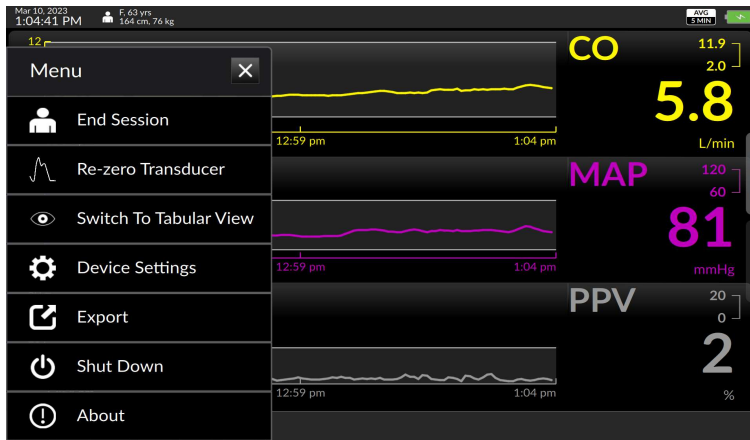 Mar 10, 2023
1:04:41 PM
F, 63 yrs
164 cm, 76 kg
AVG
5 MIN
12
Menu
End Session
Re-zero Transducer
Switch To Tabular View
Device Settings
Export
Shut Down
About
CO
11.9
2.0
5.8
L/min
12:59 pm
1:04 pm
MAP
120
60
81
mmHg
12:59 pm
1:04 pm
PPV
20
0
2
%
12:59 pm
1:04 pm